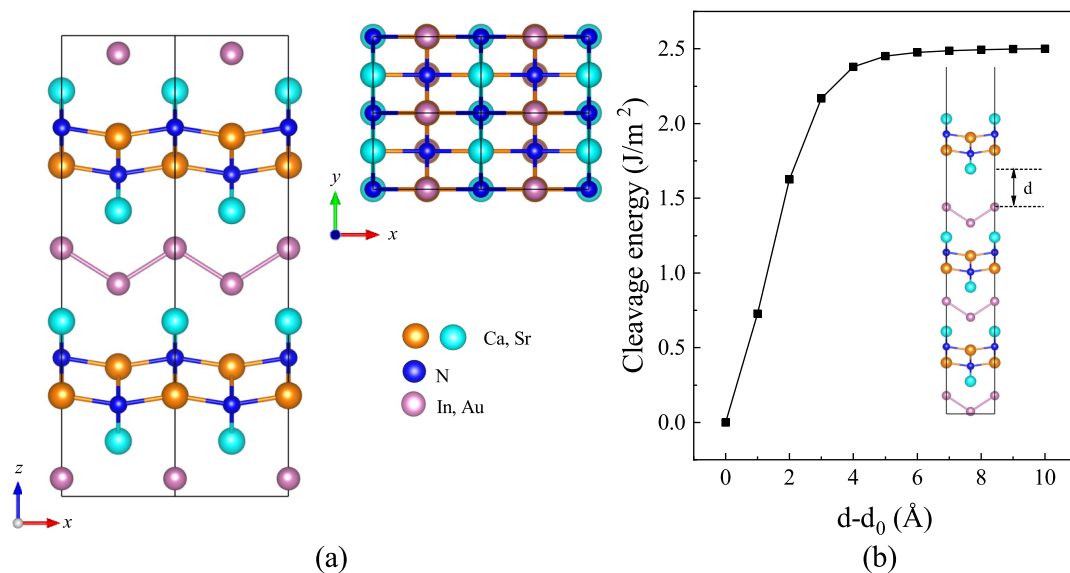 z
x
y
x
Ca, Sr
N
In, Au
(a)
Cleavage energy (J/m²)
2.5
2.0
1.5
1.0
0.5
0.0
d
0 2 4 6 8 10
d-d₀ (Å)
(b)